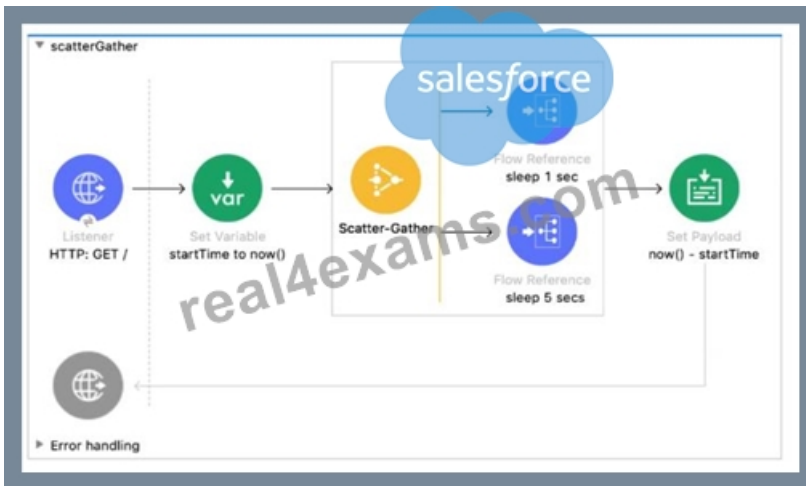 scatterGather
salesforce
Flow Reference
sleep 1 sec
var
Listener
HTTP: GET /
Set Variable
startTime to now()
Scatter-Gather
Set Payload
now() - startTime
Flow Reference
sleep 5 secs
real4exams.com
Error handling